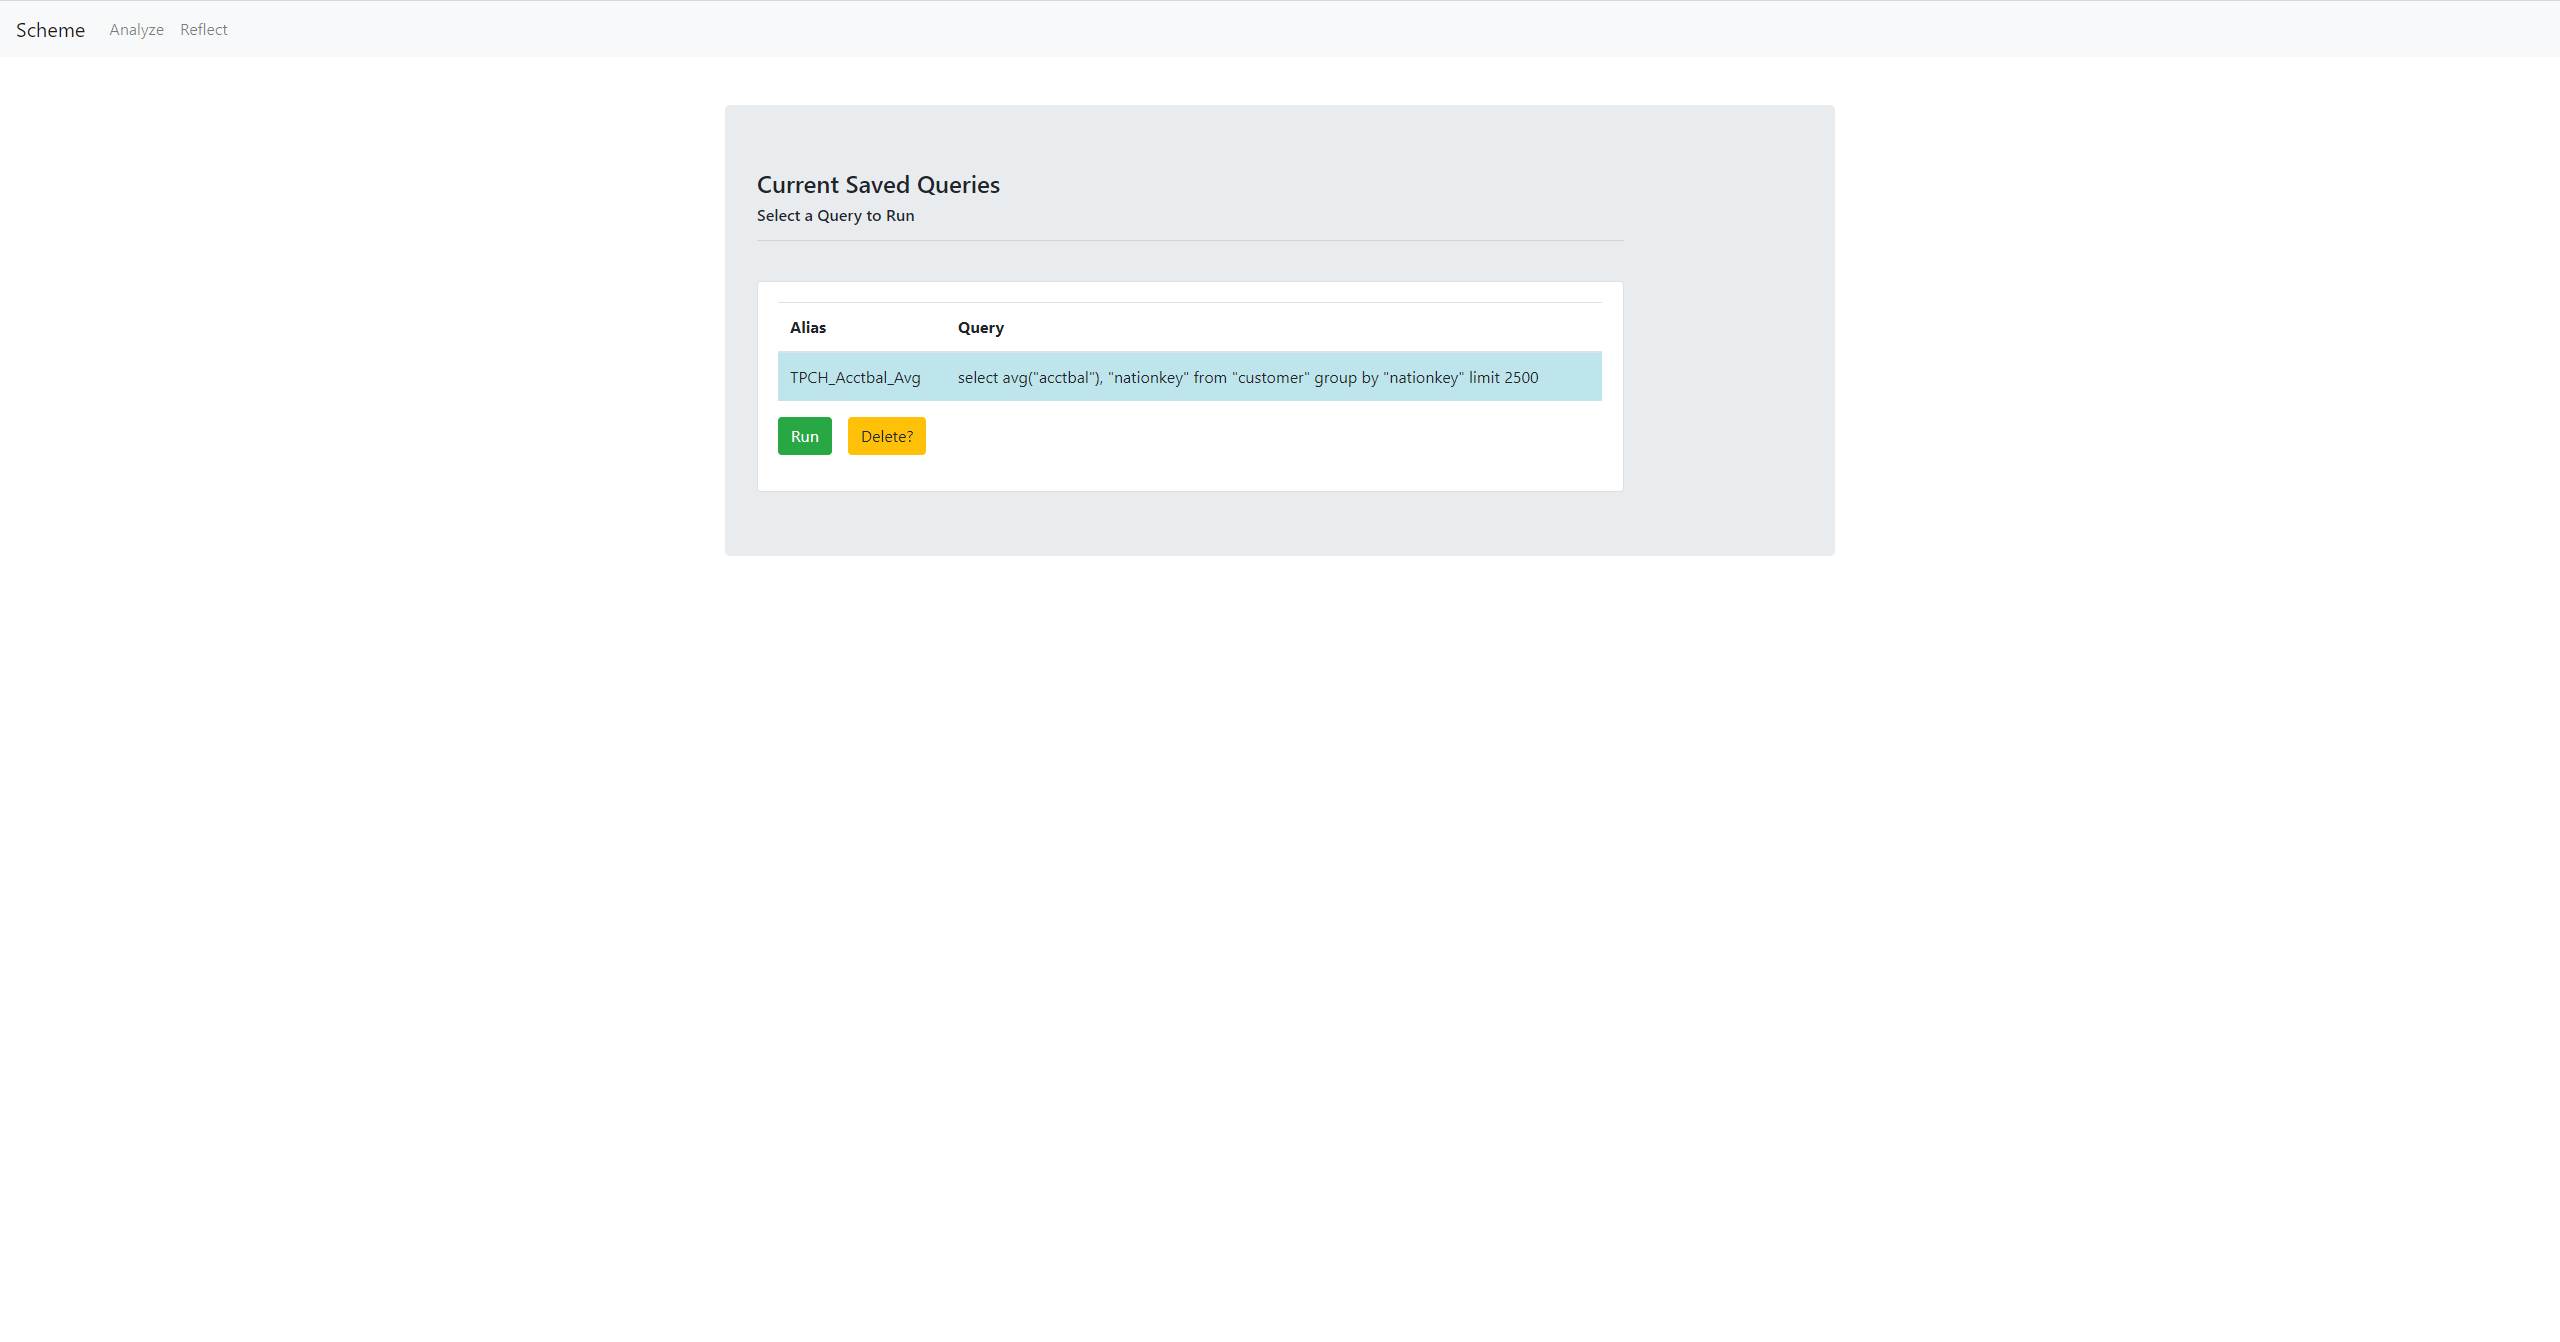 Scheme Analyze Reflect
Current Saved Queries
Select a Query to Run
Alias Query
TPCH_Acctbal_Avg select avg("acctbal"), "nationkey" from "customer" group by "nationkey" limit 2500
Run Delete?